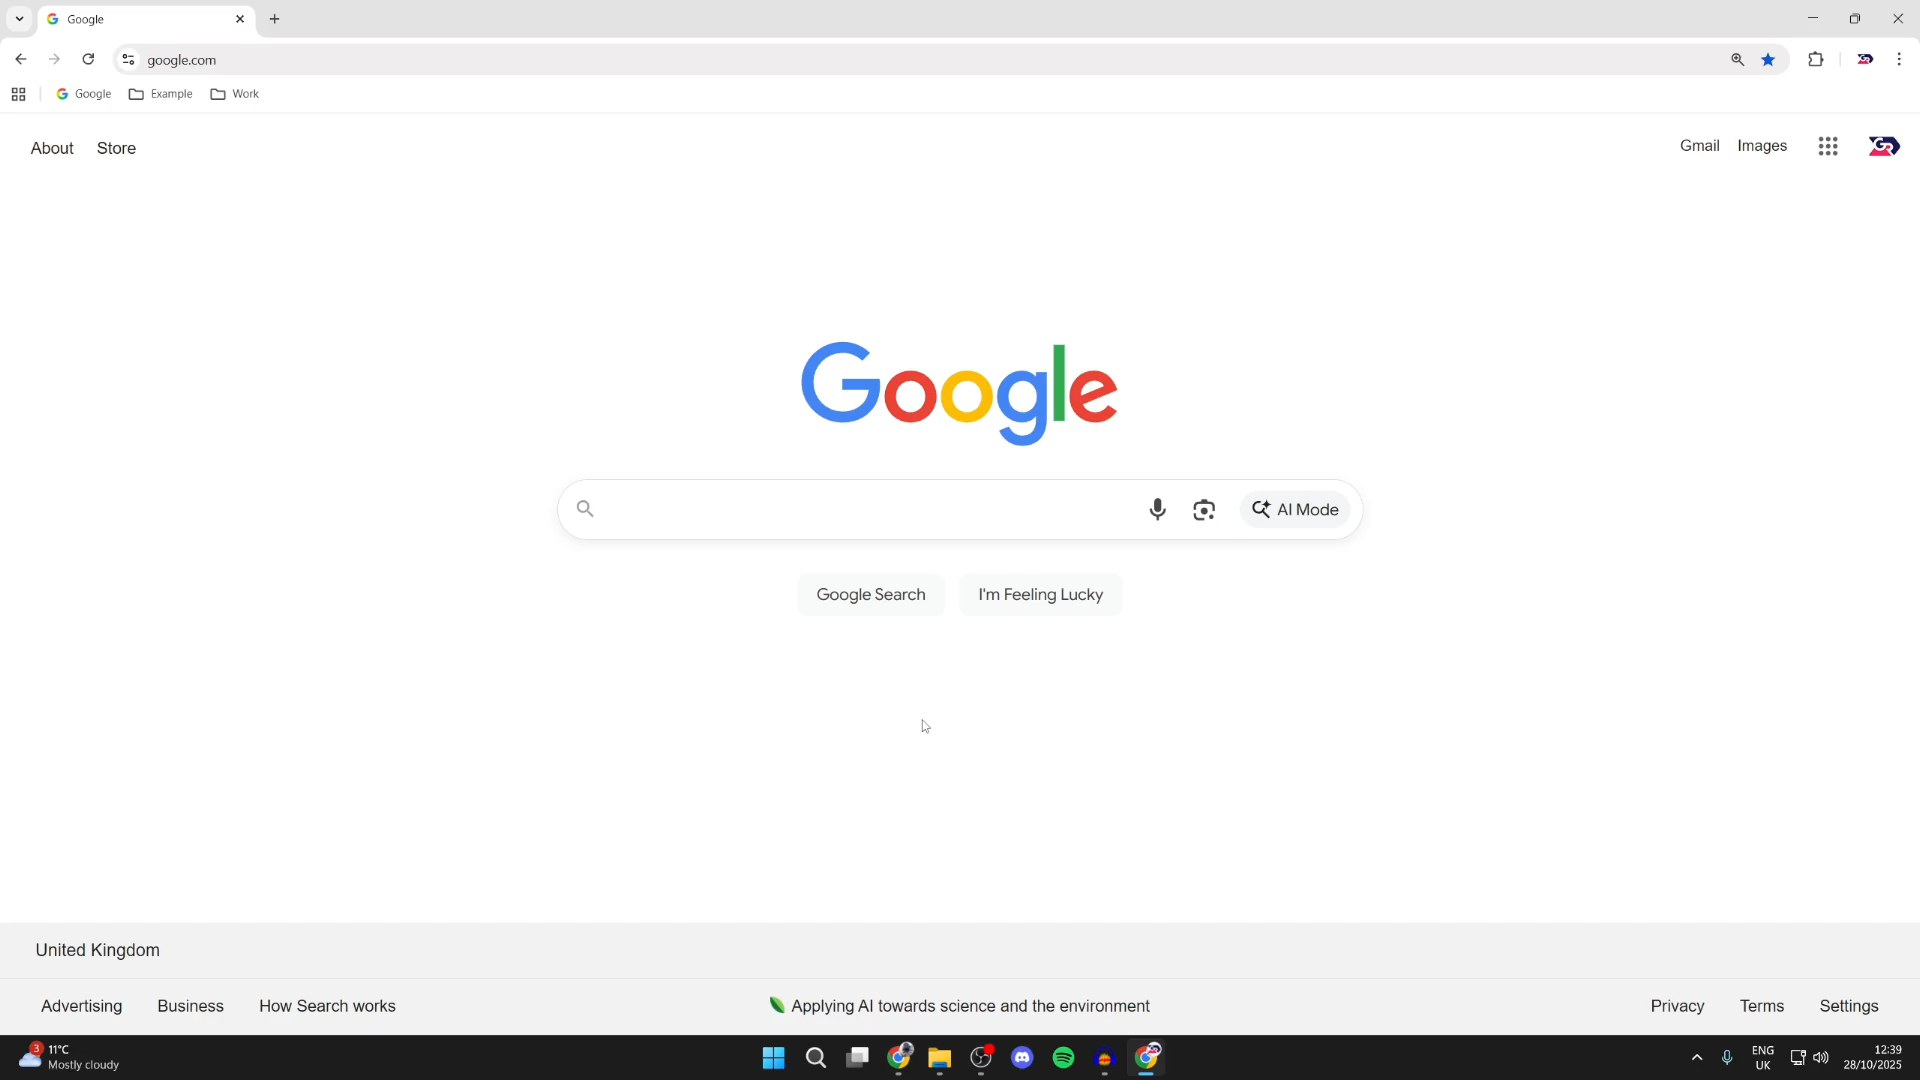 Google
google.com
Google Example Work
About Store
Gmail Images
Google
AI Mode
Google Search I'm Feeling Lucky
United Kingdom
Advertising Business How Search works
Applying AI towards science and the environment
Privacy Terms Settings
3
11°C
Mostly cloudy
ENG
UK
12:39
28/10/2025